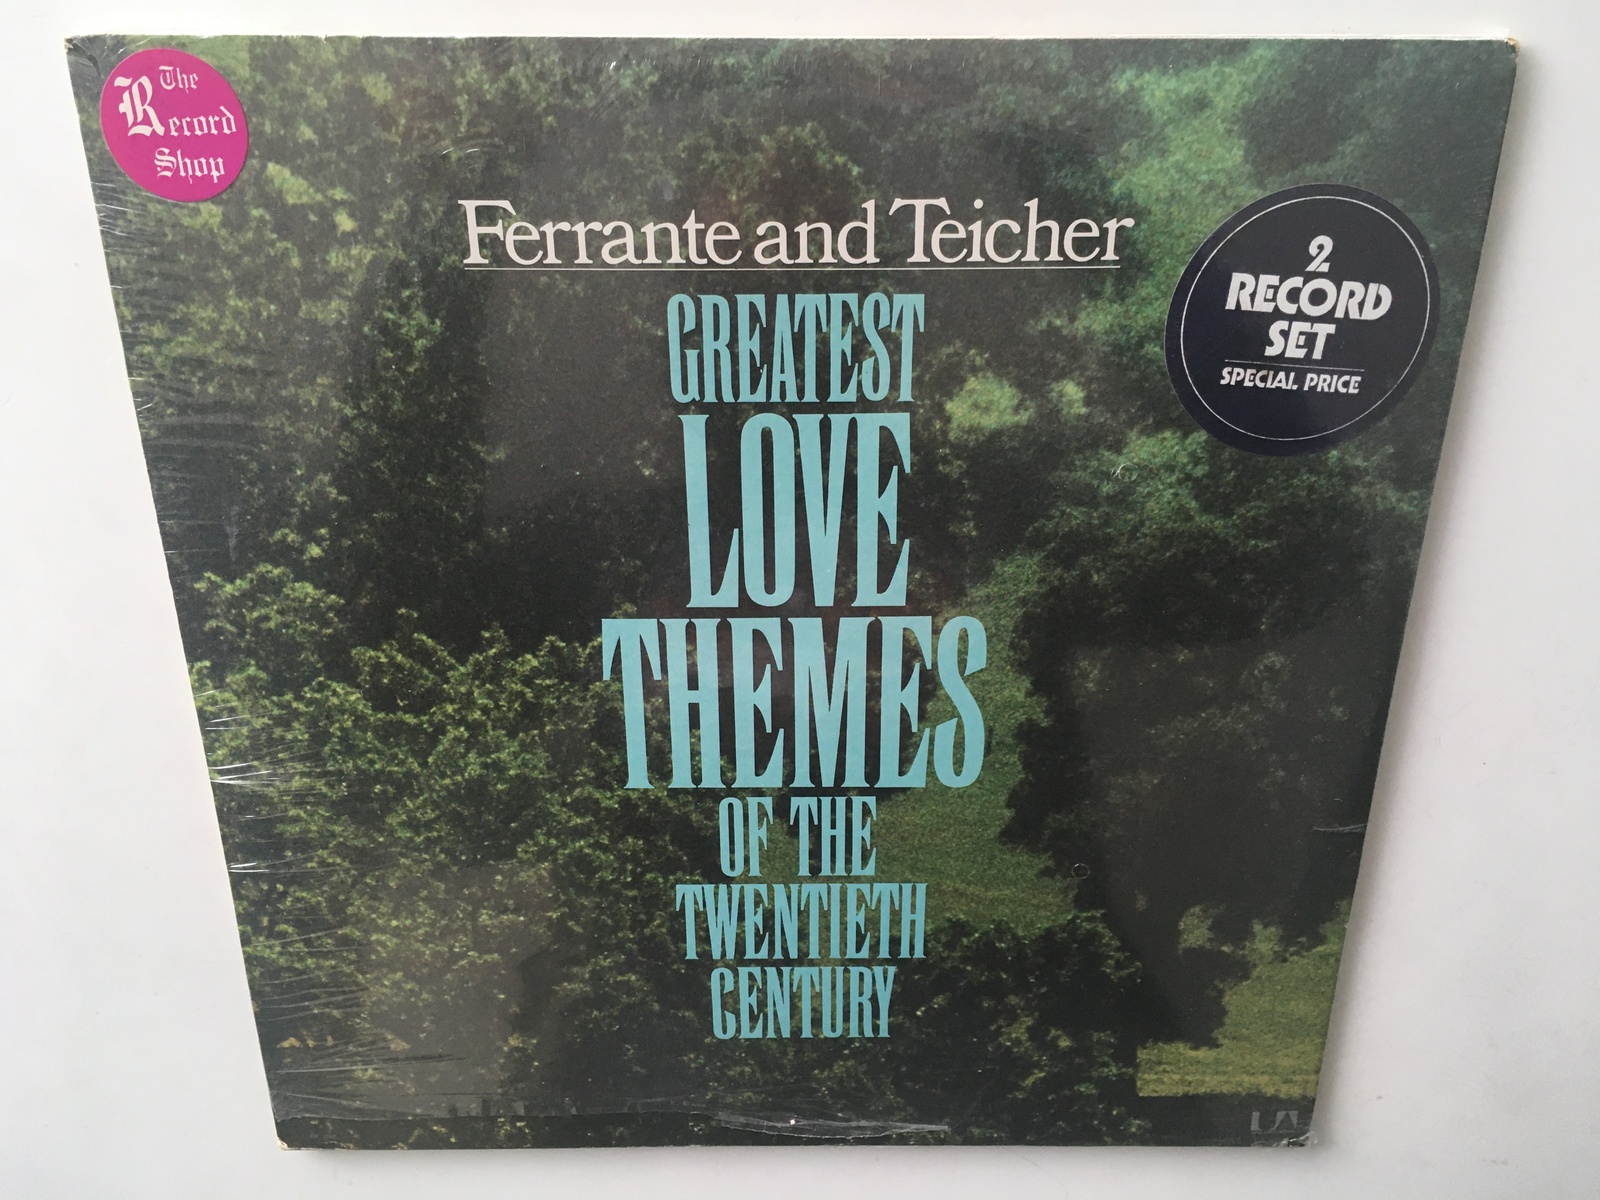 The
Record
Shop
Ferrante and Teicher
2
RECORD
SET
SPECIAL PRICE
GREATEST
LOVE
THEMES
OF THE
TWENTIETH
CENTURY
UA